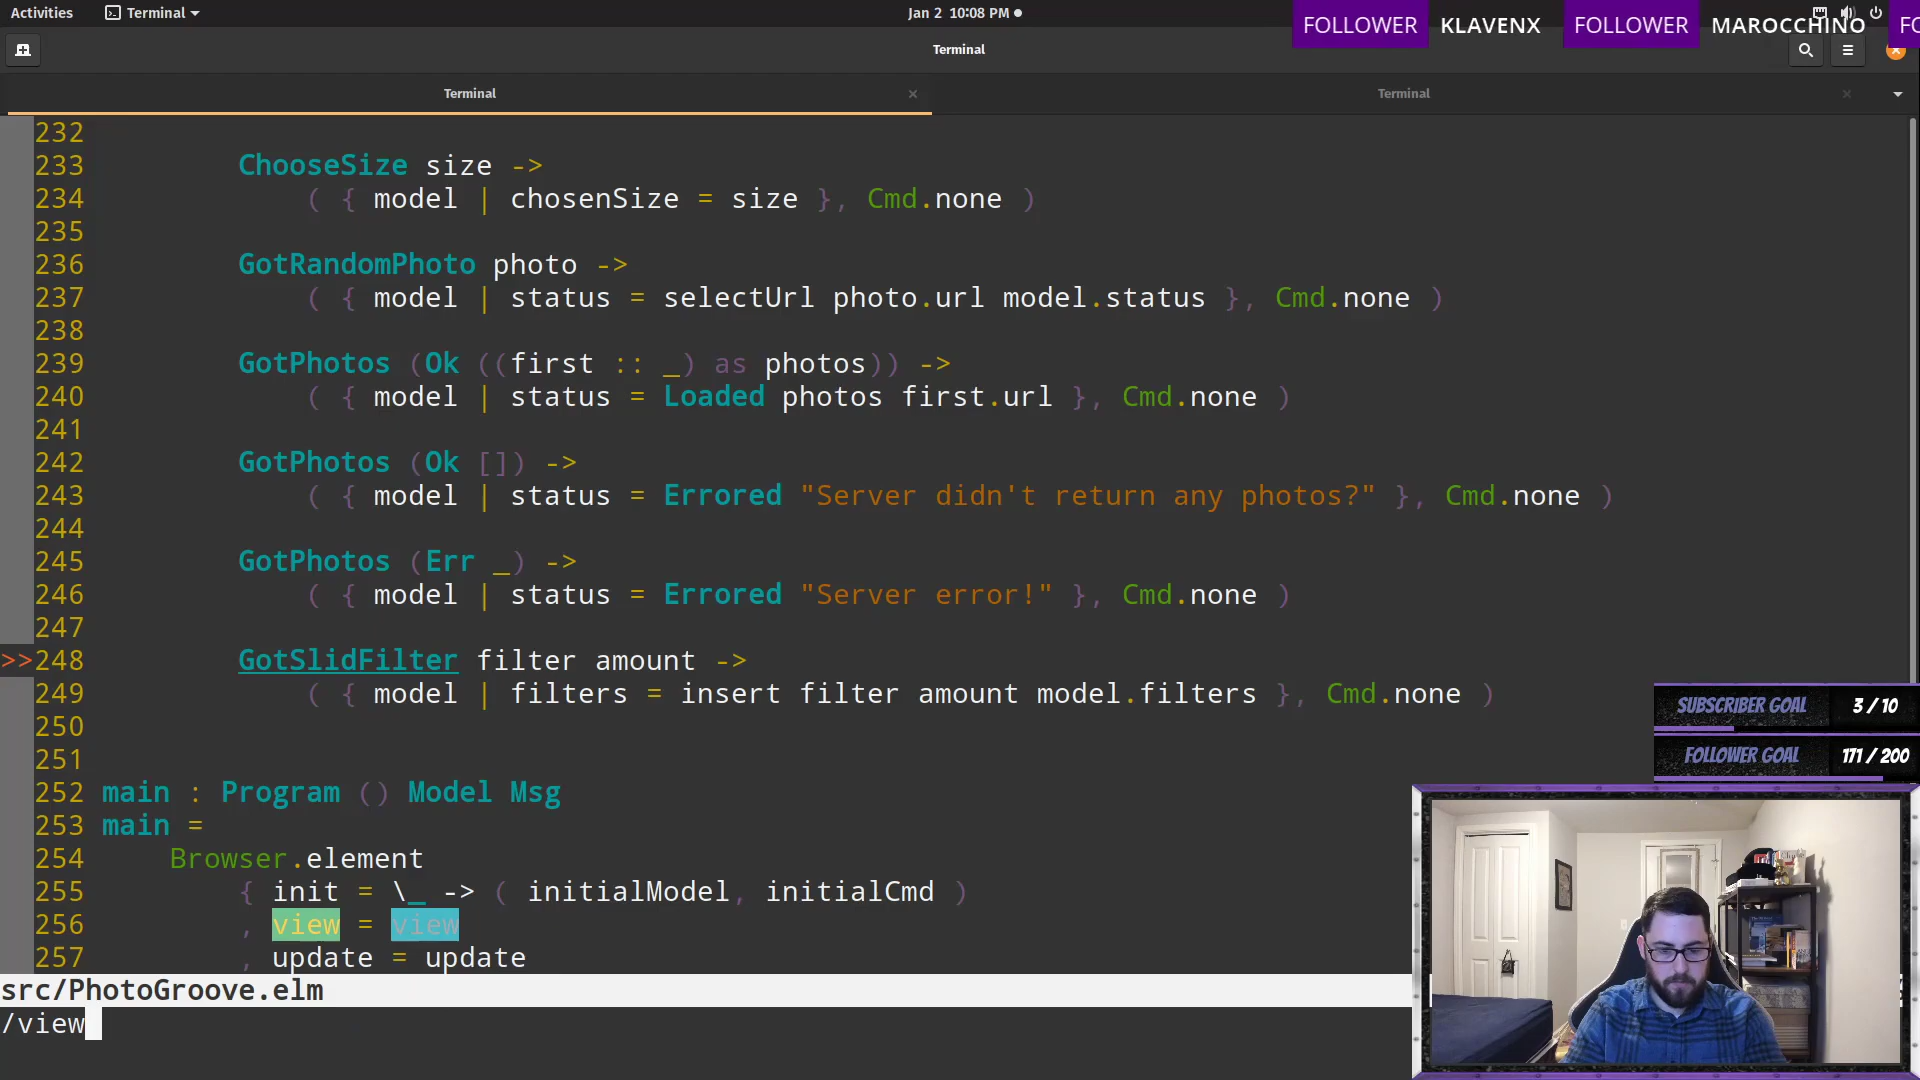 Activities
Terminal
Jan 2 10:08 PM
FOLLOWER KLAVENX FOLLOWER MAROCCHINO FO
Terminal
Terminal
Terminal
232
233 ChooseSize size ->
234 ( { model | chosenSize = size }, Cmd.none )
235
236 GotRandomPhoto photo ->
237 ( { model | status = selectUrl photo.url model.status }, Cmd.none )
238
239 GotPhotos (Ok ((first :: _) as photos)) ->
240 ( { model | status = Loaded photos first.url }, Cmd.none )
241
242 GotPhotos (Ok []) ->
243 ( { model | status = Errored "Server didn't return any photos?" }, Cmd.none )
244
245 GotPhotos (Err _) ->
246 ( { model | status = Errored "Server error!" }, Cmd.none )
247
>>248 GotSlidFilter filter amount ->
249 ( { model | filters = insert filter amount model.filters }, Cmd.none )
250
251
252 main : Program () Model Msg
253 main =
254 Browser.element
255 { init = \_ -> ( initialModel, initialCmd )
256 , view = view
257 , update = update
src/PhotoGroove.elm
/view
SUBSCRIBER GOAL 3 / 10
FOLLOWER GOAL 171 / 200